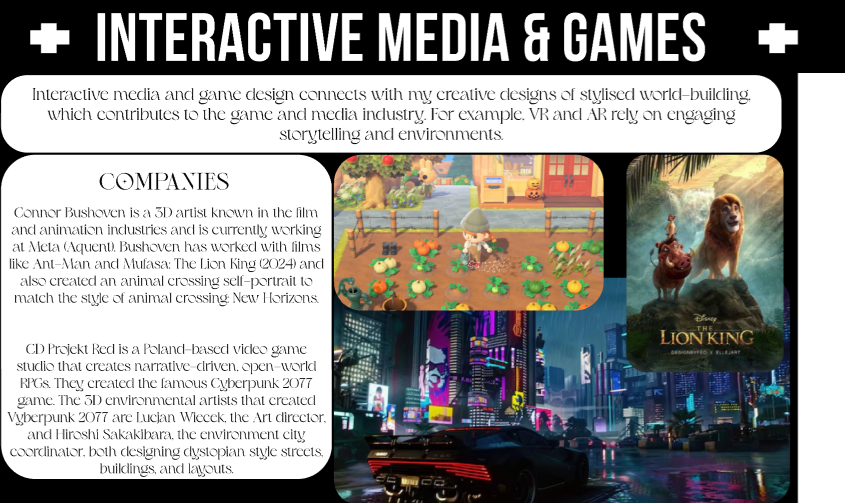 INTERACTIVE MEDIA & GAMES
Interactive media and game design connects with my creative designs of stylised world-building,
which contributes to the game and media industry. For example, VR and AR rely on engaging
storytelling and environments.
COMPANIES
Connor Bushoven is a 3D artist known in the film
and animation industries and is currently working
at Meta (Aquent). Bushoven has worked with films
like Ant-Man and Mufasa: The Lion King (2024) and
also created an animal crossing self-portrait to
match the style of animal crossing: New Horizons.
CD Projekt Red is a Poland-based video game
studio that creates narrative-driven, open-world
RPGs. They created the famous Cyberpunk 2077
game. The 3D environmental artists that created
Vyberpunk 2077 are Lucjan Wiecek, the Art director,
and Hiroshi Sakakibara, the environment city
coordinator, both designing dystopian style streets,
buildings, and layouts.
Disney
THE
LION KING